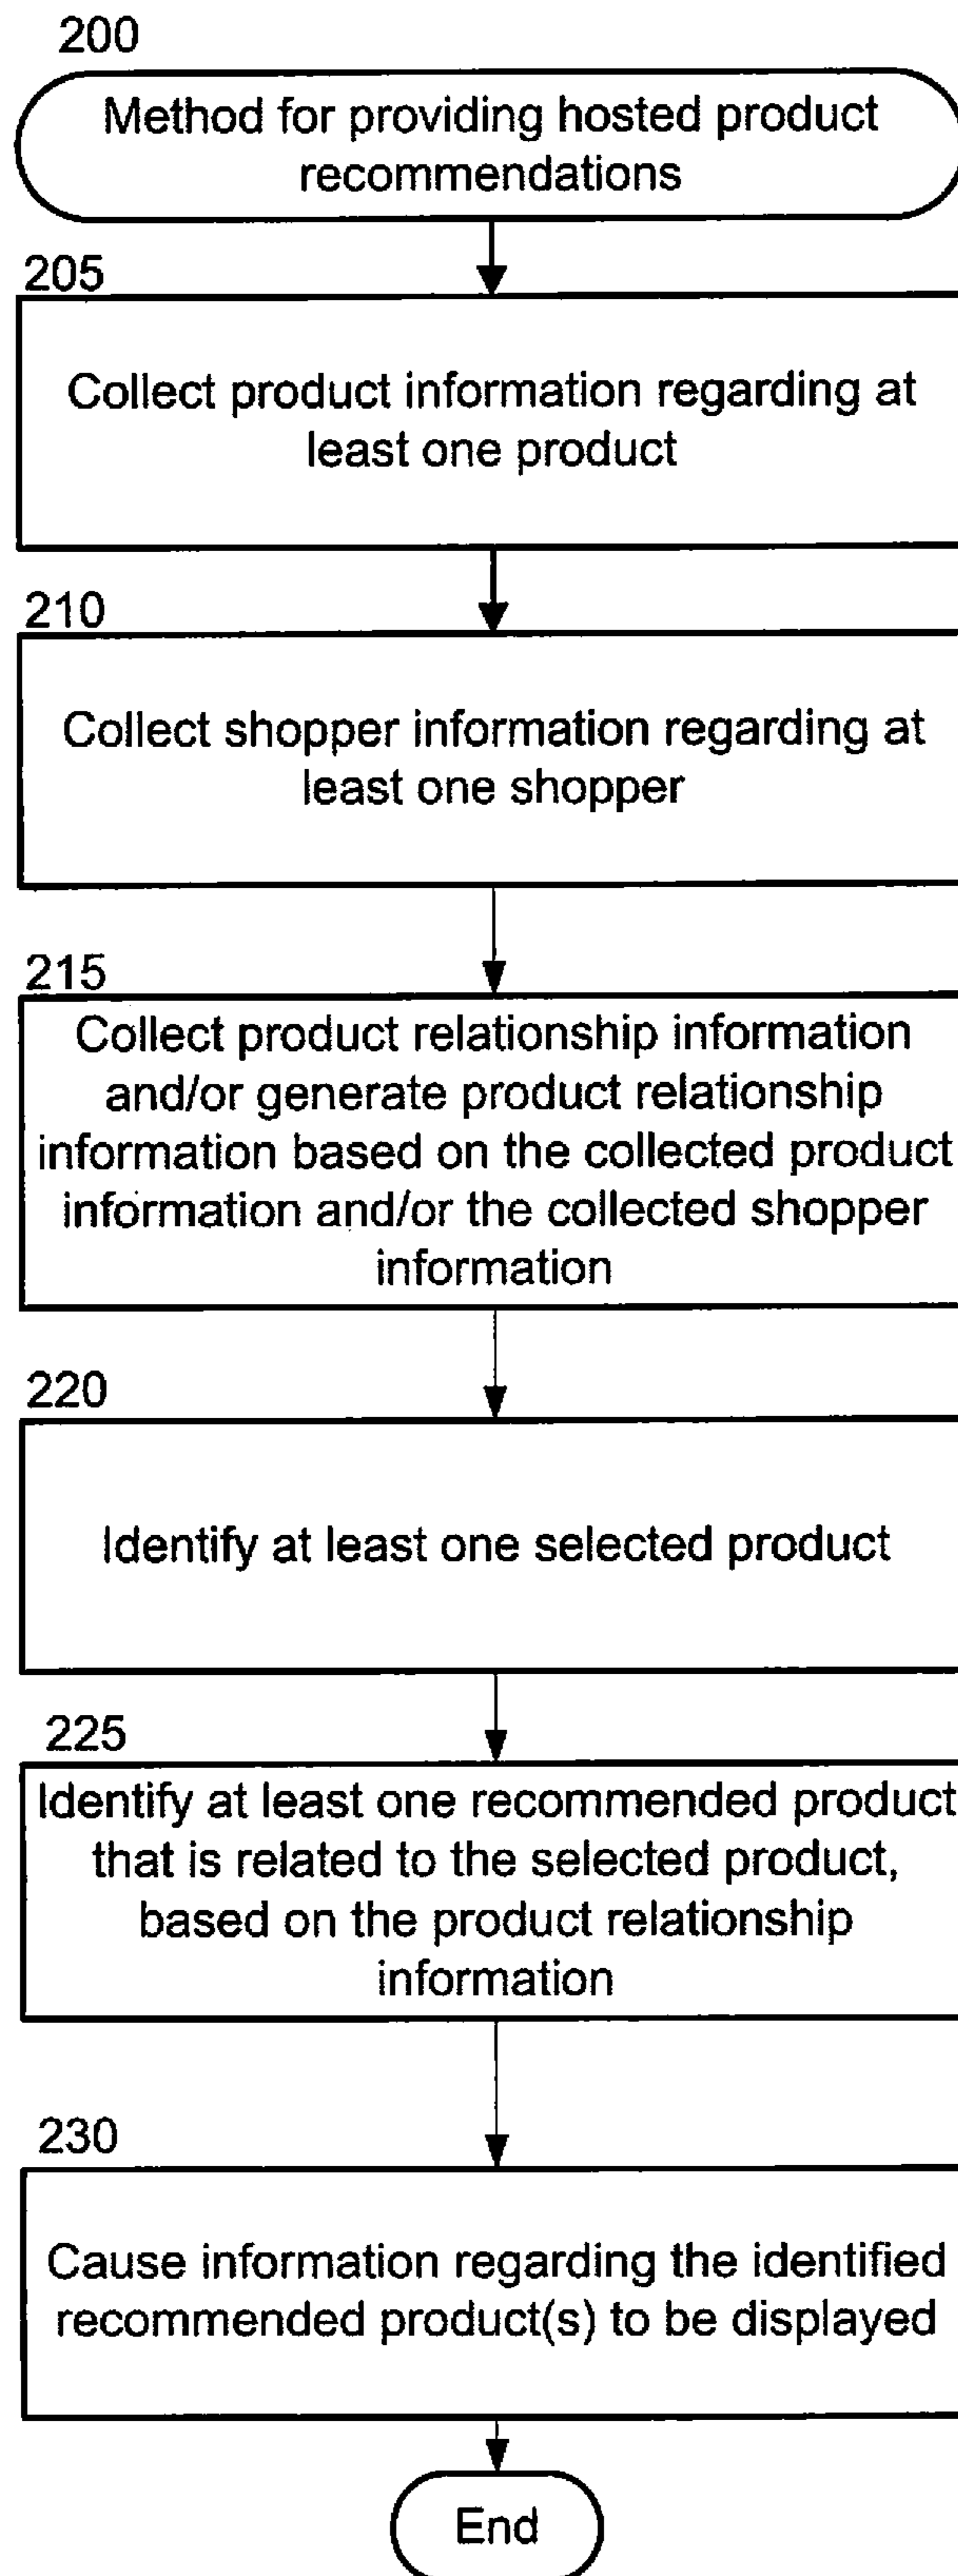 200
Method for providing hosted product
recommendations
205
Collect product information regarding at
least one product
210
Collect shopper information regarding at
least one shopper
215
Collect product relationship information
and/or generate product relationship
information based on the collected product
information and/or the collected shopper
information
220
Identify at least one selected product
225
Identify at least one recommended product
that is related to the selected product,
based on the product relationship
information
230
Cause information regarding the identified
recommended product(s) to be displayed
End